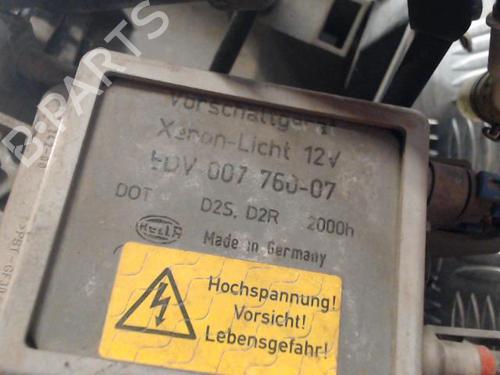 Vorschaltgerät
Xenon-Licht 12V
5DV 007 760-07
DOT D2S, D2R 2000h
HELLA Made in Germany
Hochspannung!
Vorsicht!
Lebensgefahr!
B-PARTS